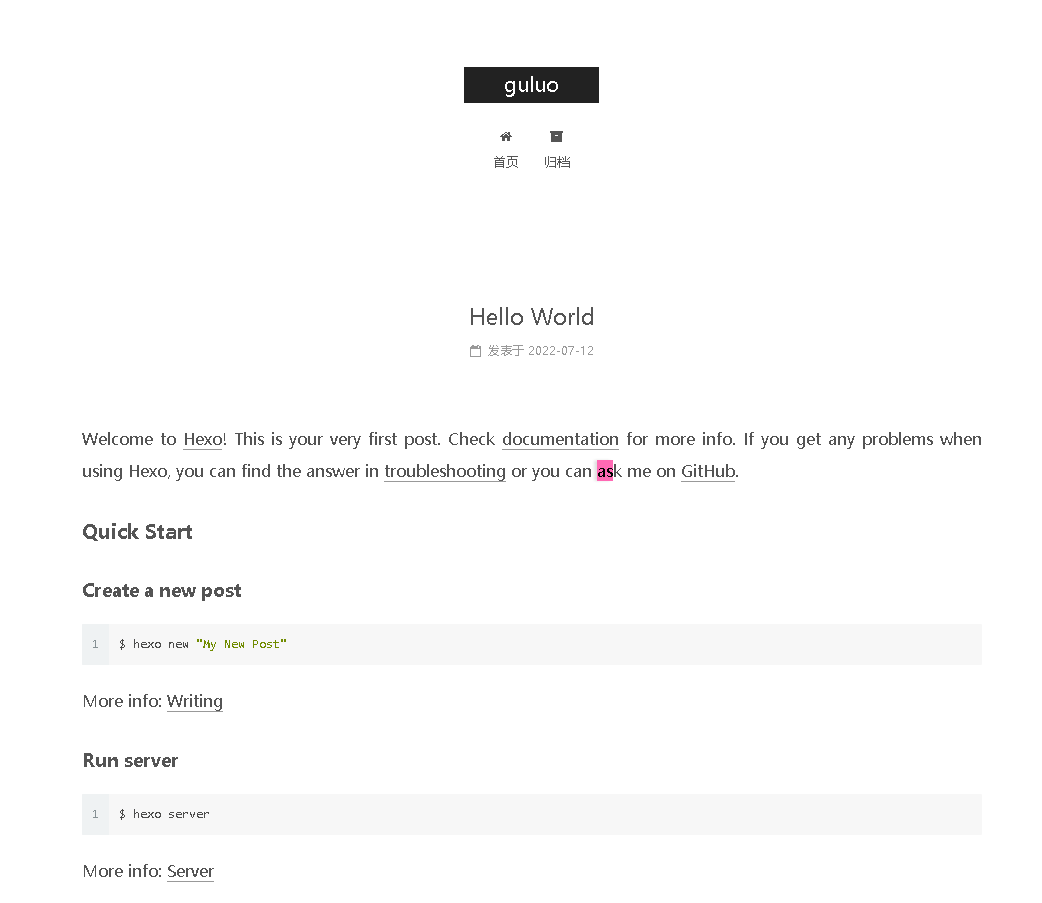 guluo
首页 归档
Hello World
发表于 2022-07-12
Welcome to Hexo! This is your very first post. Check documentation for more info. If you get any problems when
using Hexo, you can find the answer in troubleshooting or you can ask me on GitHub.
Quick Start
Create a new post
1 $ hexo new "My New Post"
More info: Writing
Run server
1 $ hexo server
More info: Server